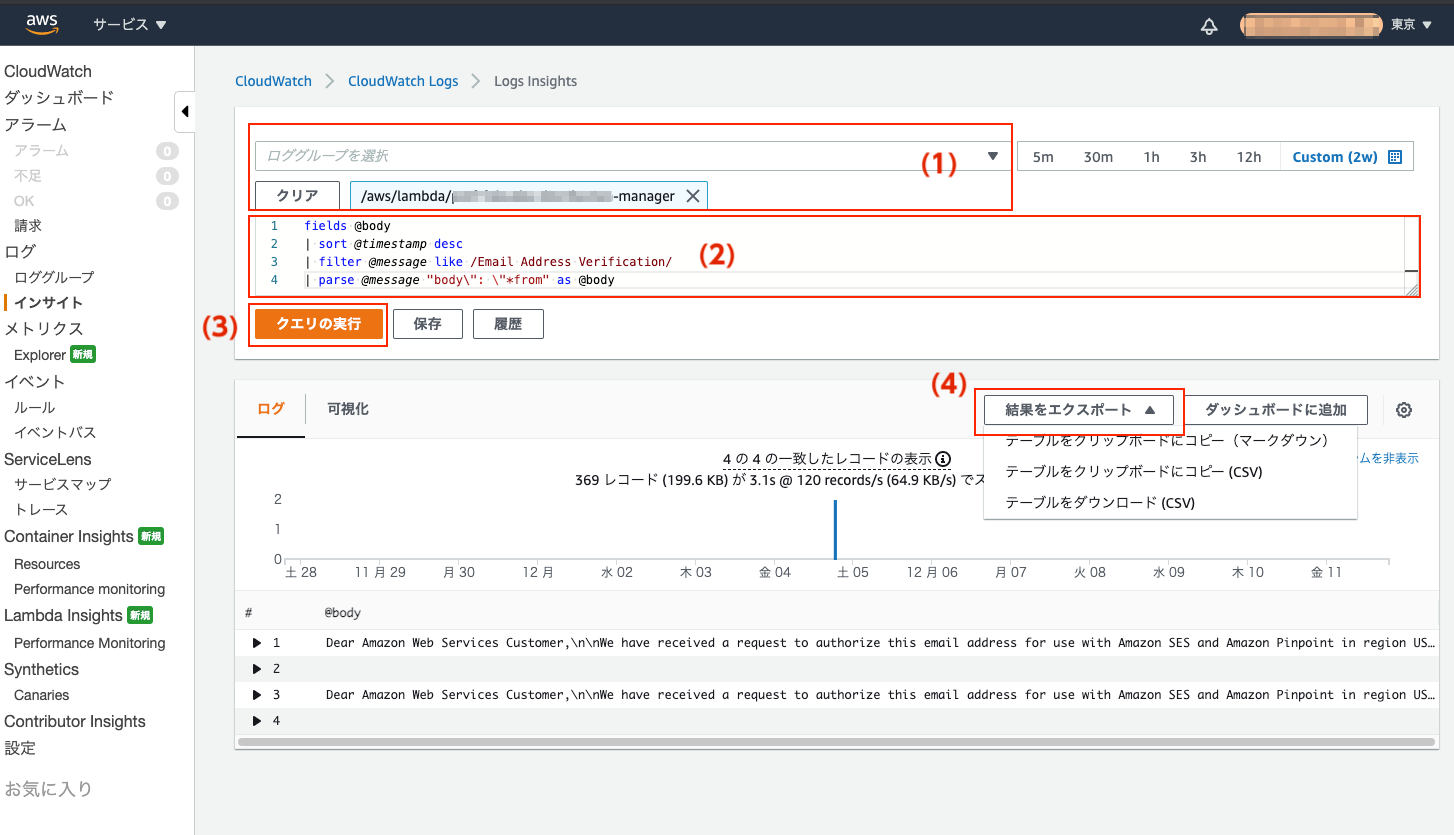 aws サービス ▼ 東京 ▼
CloudWatch
ダッシュボード
アラーム
アラーム 0
不足 0
OK 0
請求
ログ
ロググループ
インサイト
メトリクス
Explorer 新規
イベント
ルール
イベントバス
ServiceLens
サービスマップ
トレース
Container Insights 新規
Resources
Performance monitoring
Lambda Insights 新規
Performance Monitoring
Synthetics
Canaries
Contributor Insights
設定
お気に入り
CloudWatch > CloudWatch Logs > Logs Insights
ロググループを選択 ▼ (1) 5m 30m 1h 3h 12h Custom (2w)
クリア /aws/lambda/ -manager ×
1 fields @body
2 | sort @timestamp desc
3 | filter @message like /Email Address Verification/
4 | parse @message "body\": \"*from" as @body
(2)
(3) クエリの実行 保存 履歴
(4)
ログ 可視化 結果をエクスポート ▲ ダッシュボードに追加
テーブルをクリップボードにコピー（マークダウン）
テーブルをクリップボードにコピー (CSV)
テーブルをダウンロード (CSV)
4 の 4 の一致したレコードの表示
ムを非表示
369 レコード (199.6 KB) が 3.1s @ 120 records/s (64.9 KB/s) でス
2
1
0
土 28 11 月 29 月 30 12 月 水 02 木 03 金 04 土 05 12 月 06 月 07 火 08 水 09 木 10 金 11
# @body
1 Dear Amazon Web Services Customer,\n\nWe have received a request to authorize this email address for use with Amazon SES and Amazon Pinpoint in region US…
2
3 Dear Amazon Web Services Customer,\n\nWe have received a request to authorize this email address for use with Amazon SES and Amazon Pinpoint in region US…
4